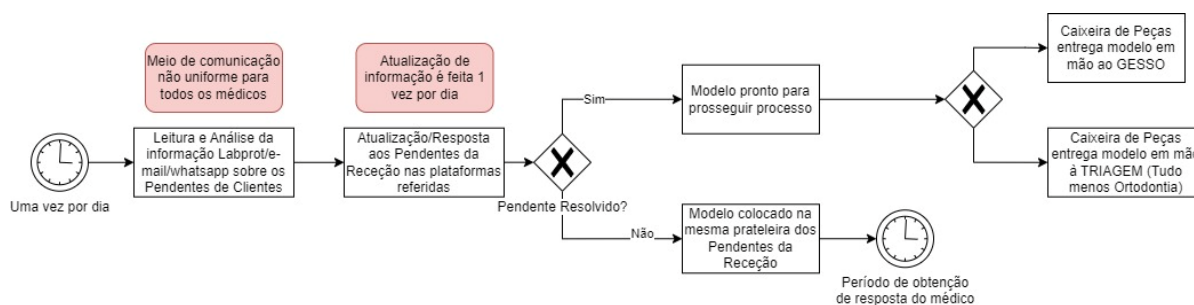 Meio de comunicação
não uniforme para
todos os médicos
Atualização de
informação é feita 1
vez por dia
Caixeira de Peças
entrega modelo em
mão ao GESSO
Uma vez por dia
Leitura e Análise da
informação Labprot/e-
mail/whatsapp sobre os
Pendentes de Clientes
Atualização/Resposta
aos Pendentes da
Receção nas plataformas
referidas
Pendente Resolvido?
Sim
Modelo pronto para
prosseguir processo
Caixeira de Peças
entrega modelo em mão
à TRIAGEM (Tudo
menos Ortodontia)
Não
Modelo colocado na
mesma prateleira dos
Pendentes da
Receção
Período de obtenção
de resposta do médico